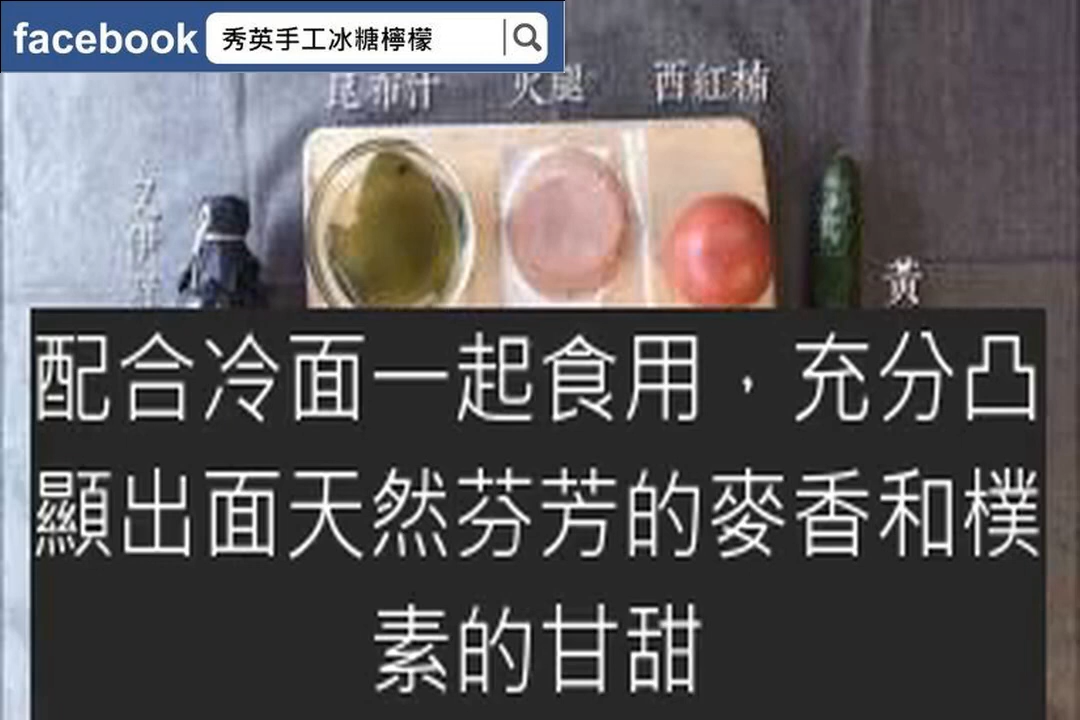 facebook 秀英手工冰糖檸檬
昆布汁 火腿 西紅柿
黃
配合冷面一起食用，充分凸
顯出面天然芬芳的麥香和樸
素的甘甜